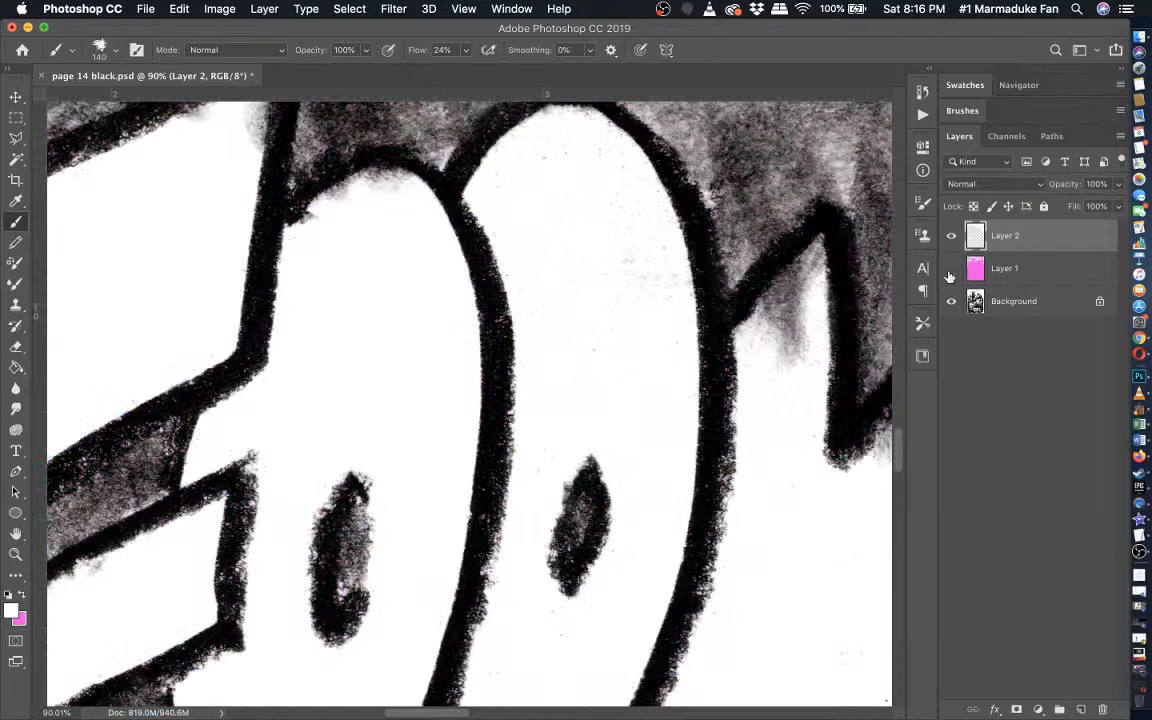 Photoshop CC File Edit Image Layer Type Select Filter 3D View Window Help 100% Sat 8:16 PM #1 Marmaduke Fan
Adobe Photoshop CC 2019
140 Mode: Normal Opacity: 100% Flow: 24% Smoothing: 0%
× page 14 black.psd @ 90% (Layer 2, RGB/8*) *
2 3
Swatches Navigator
Brushes
Layers Channels Paths
Kind
Normal Opacity: 100%
Lock: Fill: 100%
Layer 2
Layer 1
Background
90.01% Doc: 819.0M/940.6M